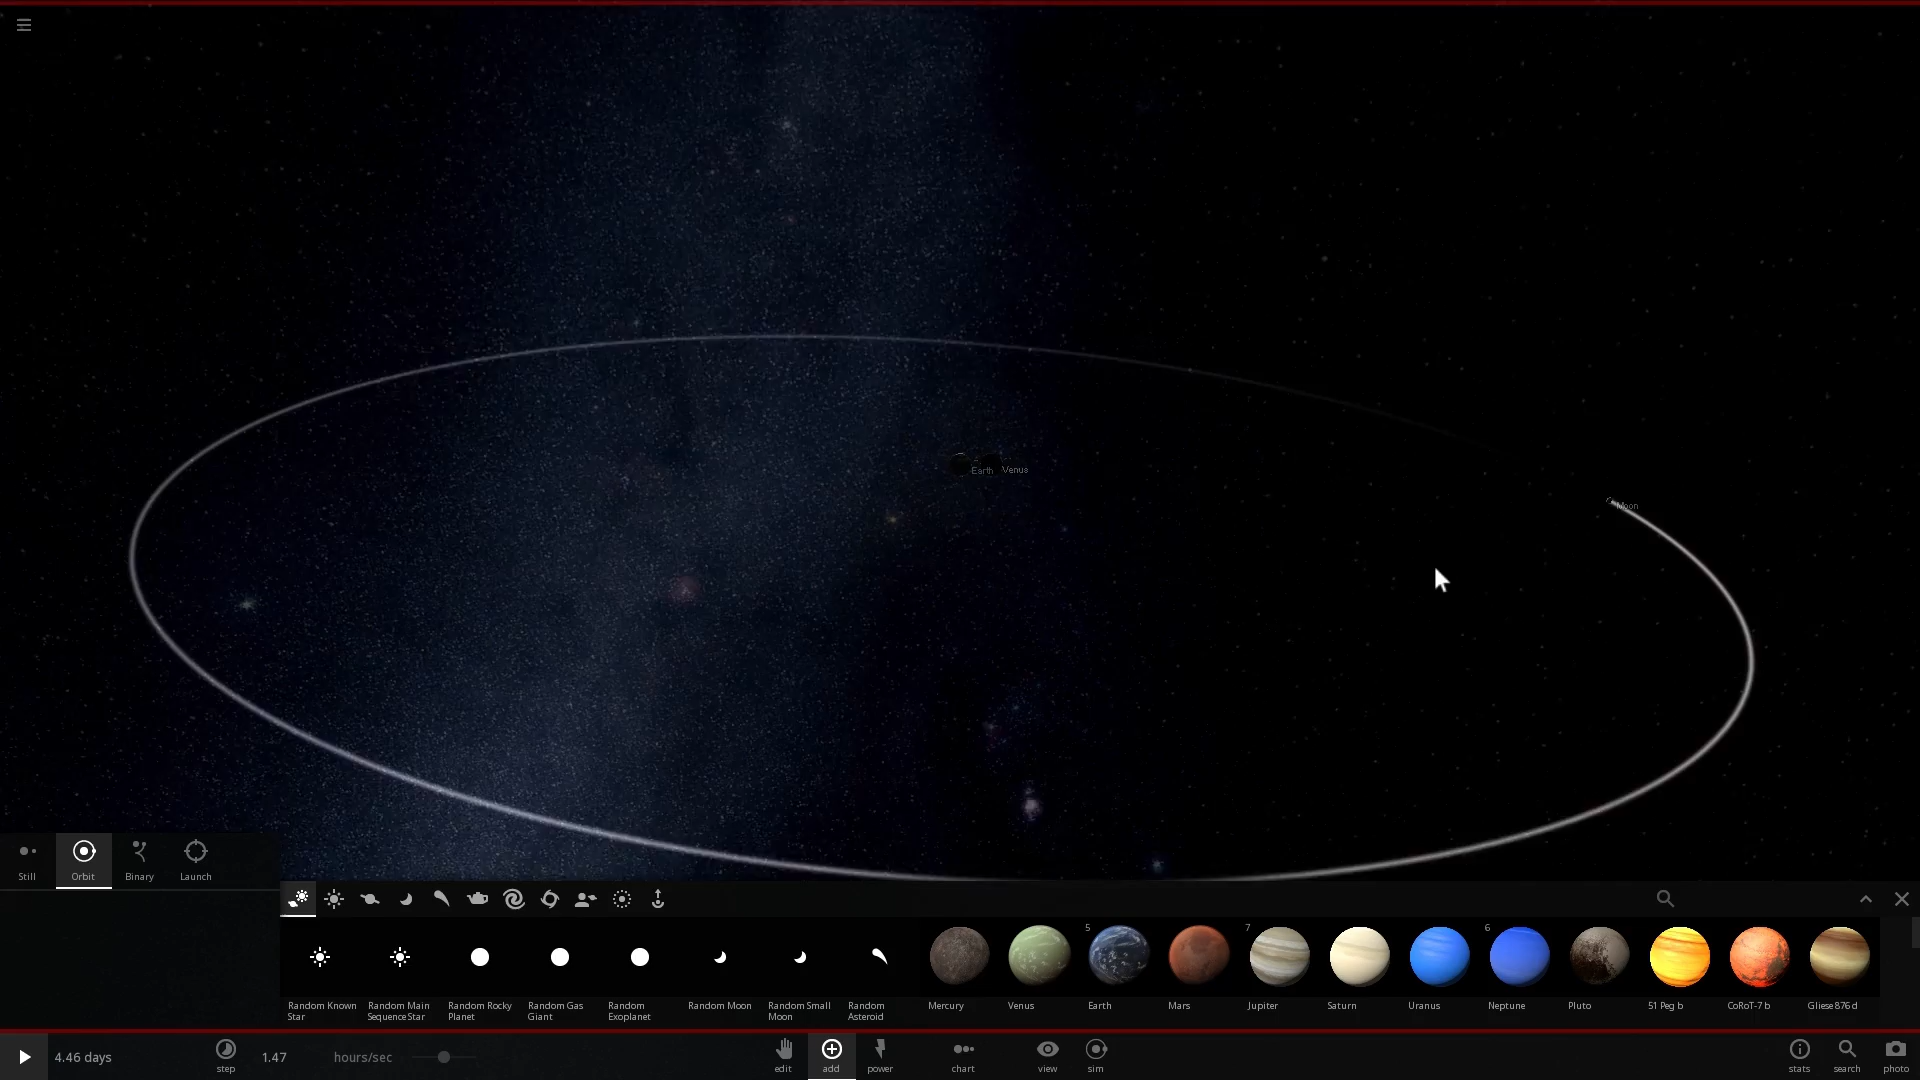 Earth
Venus
Moon
Still
Orbit
Binary
Launch
5
7
6
Random Known
Star
Random Main
Sequence Star
Random Rocky
Planet
Random Gas
Giant
Random
Exoplanet
Random Moon
Random Small
Moon
Random
Asteroid
Mercury
Venus
Earth
Mars
Jupiter
Saturn
Uranus
Neptune
Pluto
51 Peg b
CoRoT-7 b
Gliese 876 d
4.46 days
step
1.47
hours/sec
edit
add
power
chart
view
sim
stats
search
photo